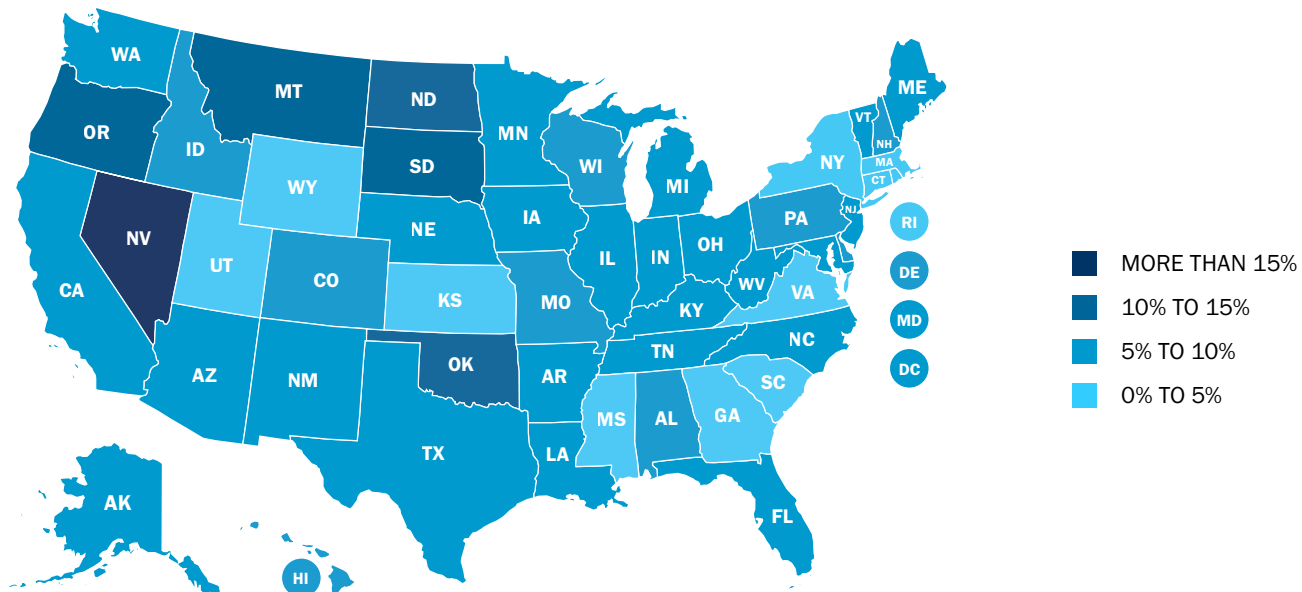 WA
MT
ND
MN
ME
VT
NH
OR
ID
SD
WI
NY
MA
CT
WY
MI
RI
NJ
IA
PA
NE
NV
OH
UT
IL
IN
DE
CO
WV
CA
KS
MO
VA
KY
MD
NC
TN
OK
AZ
NM
AR
DC
SC
MS
AL
GA
TX
LA
AK
FL
HI
MORE THAN 15%
10% TO 15%
5% TO 10%
0% TO 5%